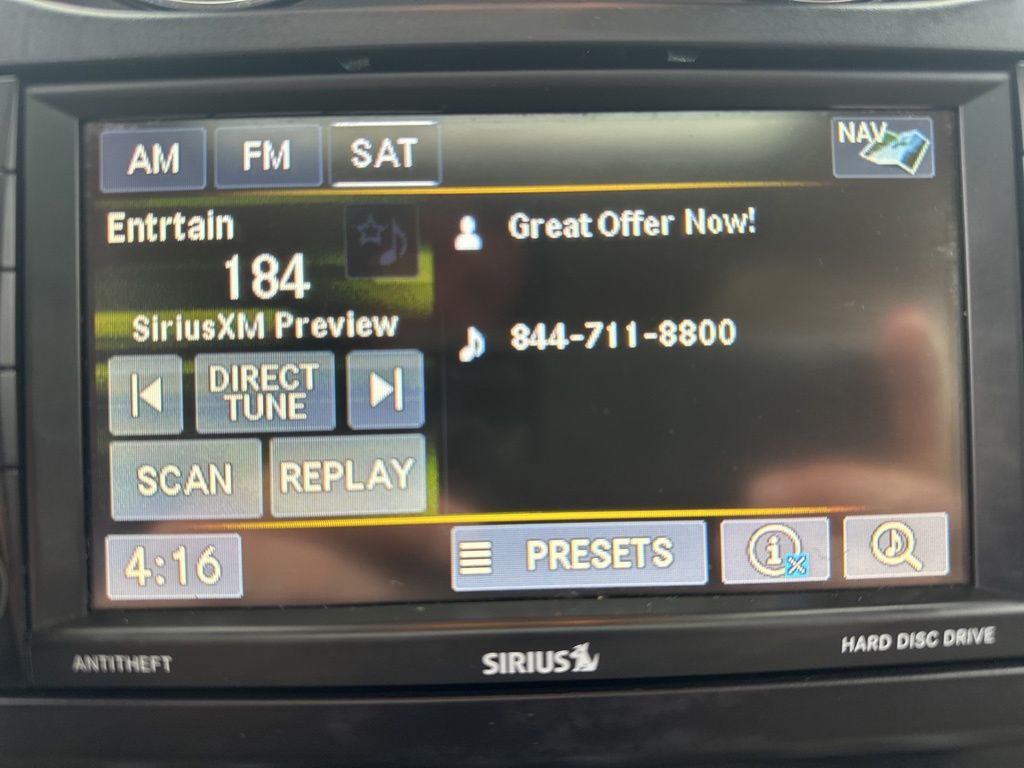 AM FM SAT NAV
Entrtain
184
SiriusXM Preview
Great Offer Now!
844-711-8800
DIRECT
TUNE
SCAN REPLAY
4:16 PRESETS
ANTITHEFT SIRIUS HARD DISC DRIVE